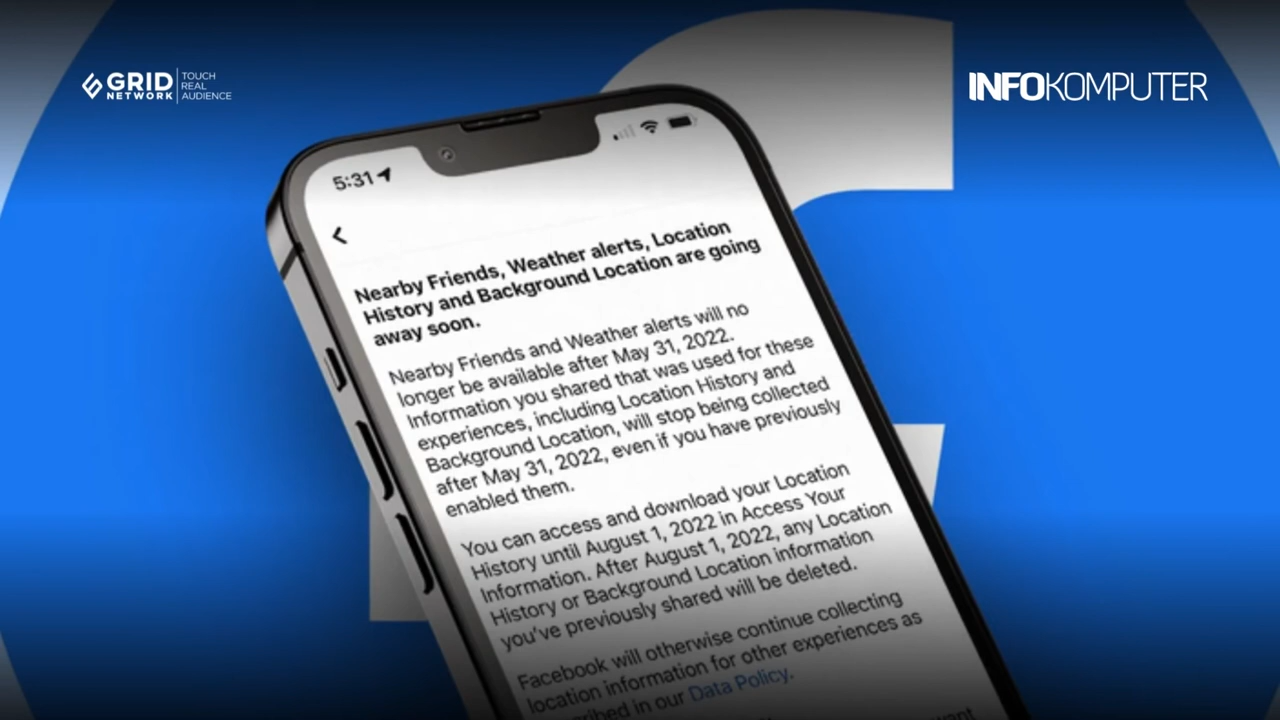 GRID
NETWORK
TOUCH
REAL
AUDIENCE
INFOKOMPUTER
5:31
Nearby Friends, Weather alerts, Location
History and Background Location are going
away soon.
Nearby Friends and Weather alerts will no
longer be available after May 31, 2022.
Information you shared that was used for these
experiences, including Location History and
Background Location, will stop being collected
after May 31, 2022, even if you have previously
enabled them.
You can access and download your Location
History until August 1, 2022 in Access Your
Information. After August 1, 2022, any Location
History or Background Location information
you've previously shared will be deleted.
Facebook will otherwise continue collecting
location information for other experiences as
scribed in our Data Policy.
want